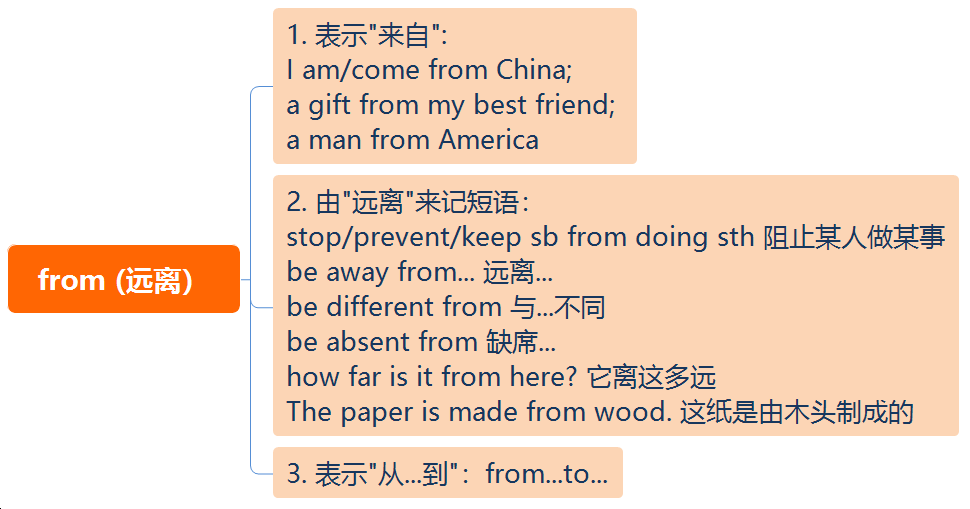 from (远离)
1. 表示"来自":
I am/come from China;
a gift from my best friend;
a man from America
2. 由"远离"来记短语：
stop/prevent/keep sb from doing sth 阻止某人做某事
be away from... 远离...
be different from 与...不同
be absent from 缺席...
how far is it from here? 它离这多远
The paper is made from wood. 这纸是由木头制成的
3. 表示"从...到"：from...to...